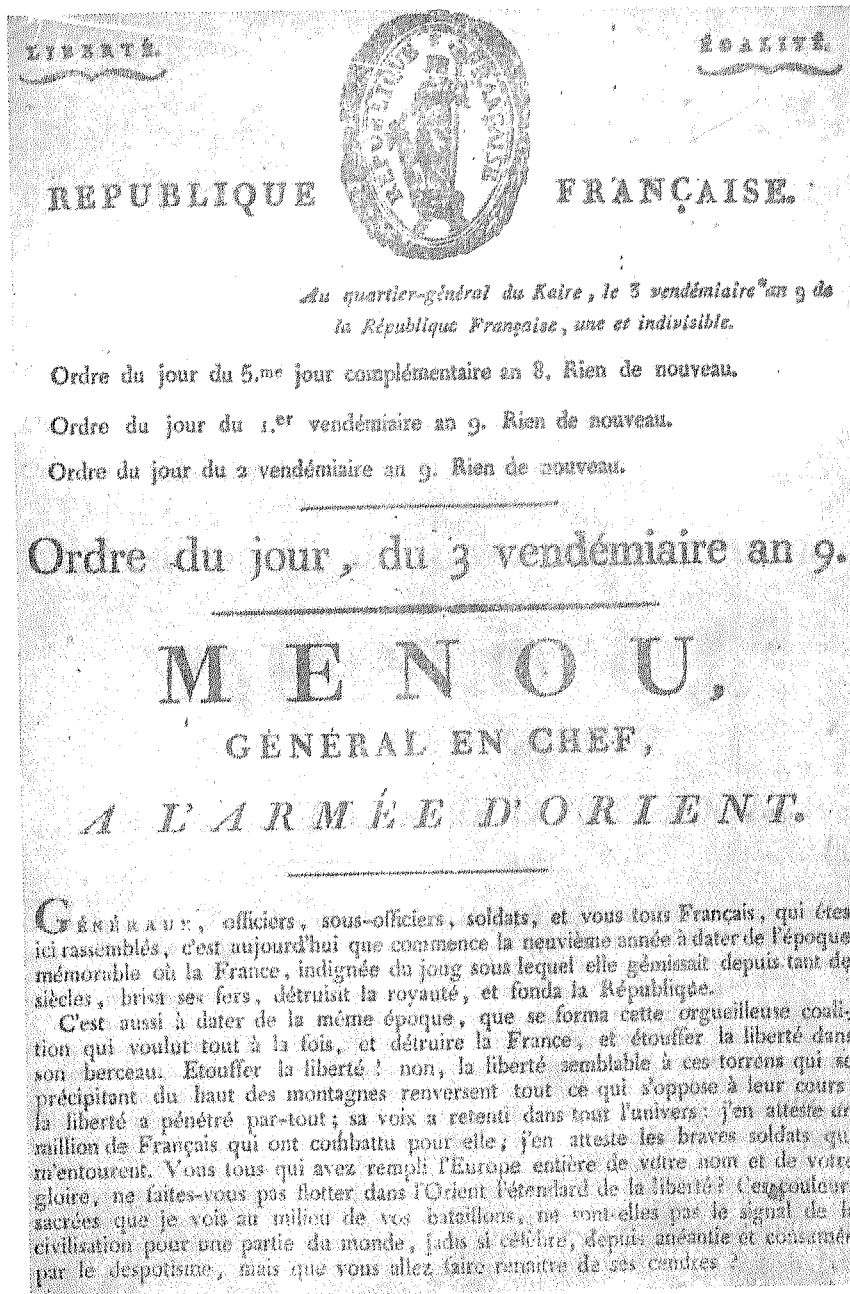 LIBERTÉ. ÉGALITÉ.
REPUBLIQUE FRANÇAISE
REPUBLIQUE FRANÇAISE.
Au quartier-général du Kaire, le 3 vendémiaire an 9 de
la République Française, une et indivisible.
Ordre du jour du 5.me jour complémentaire an 8. Rien de nouveau.
Ordre du jour du 1.er vendémiaire an 9. Rien de nouveau.
Ordre du jour du 2 vendémiaire an 9. Rien de nouveau.
Ordre du jour, du 3 vendémiaire an 9.
MENOU,
GÉNÉRAL EN CHEF,
A L'ARMÉE D'ORIENT.
GÉNÉRAUX, officiers, sous-officiers, soldats, et vous tous Français, qui êtes
ici rassemblés, c'est aujourd'hui que commence la neuvième année à dater de l'époque
mémorable où la France, indignée du joug sous lequel elle gémissait depuis tant de
siècles, brisa ses fers, détruisit la royauté, et fonda la République.
C'est aussi à dater de la même époque, que se forma cette orgueilleuse coali-
tion qui voulut tout à la fois, et détruire la France, et étouffer la liberté dans
son berceau. Etouffer la liberté ! non, la liberté semblable à ces torrens qui se
précipitant du haut des montagnes renversent tout ce qui s'oppose à leur cours
la liberté a pénétré par-tout ; sa voix a retenti dans tout l'univers : j'en atteste un
million de Français qui ont combattu pour elle ; j'en atteste les braves soldats qui
m'entourent. Vous tous qui avez rempli l'Europe entière de votre nom et de votre
gloire, ne faites-vous pas flotter dans l'Orient l'étendard de la liberté ? Ces couleurs
sacrées que je vois au milieu de vos bataillons, ne sont-elles pas le signal de la
civilisation pour une partie du monde, jadis si célèbre, depuis anéantie et consumée
par le despotisme, mais que vous allez faire renaître de ses cendres ?